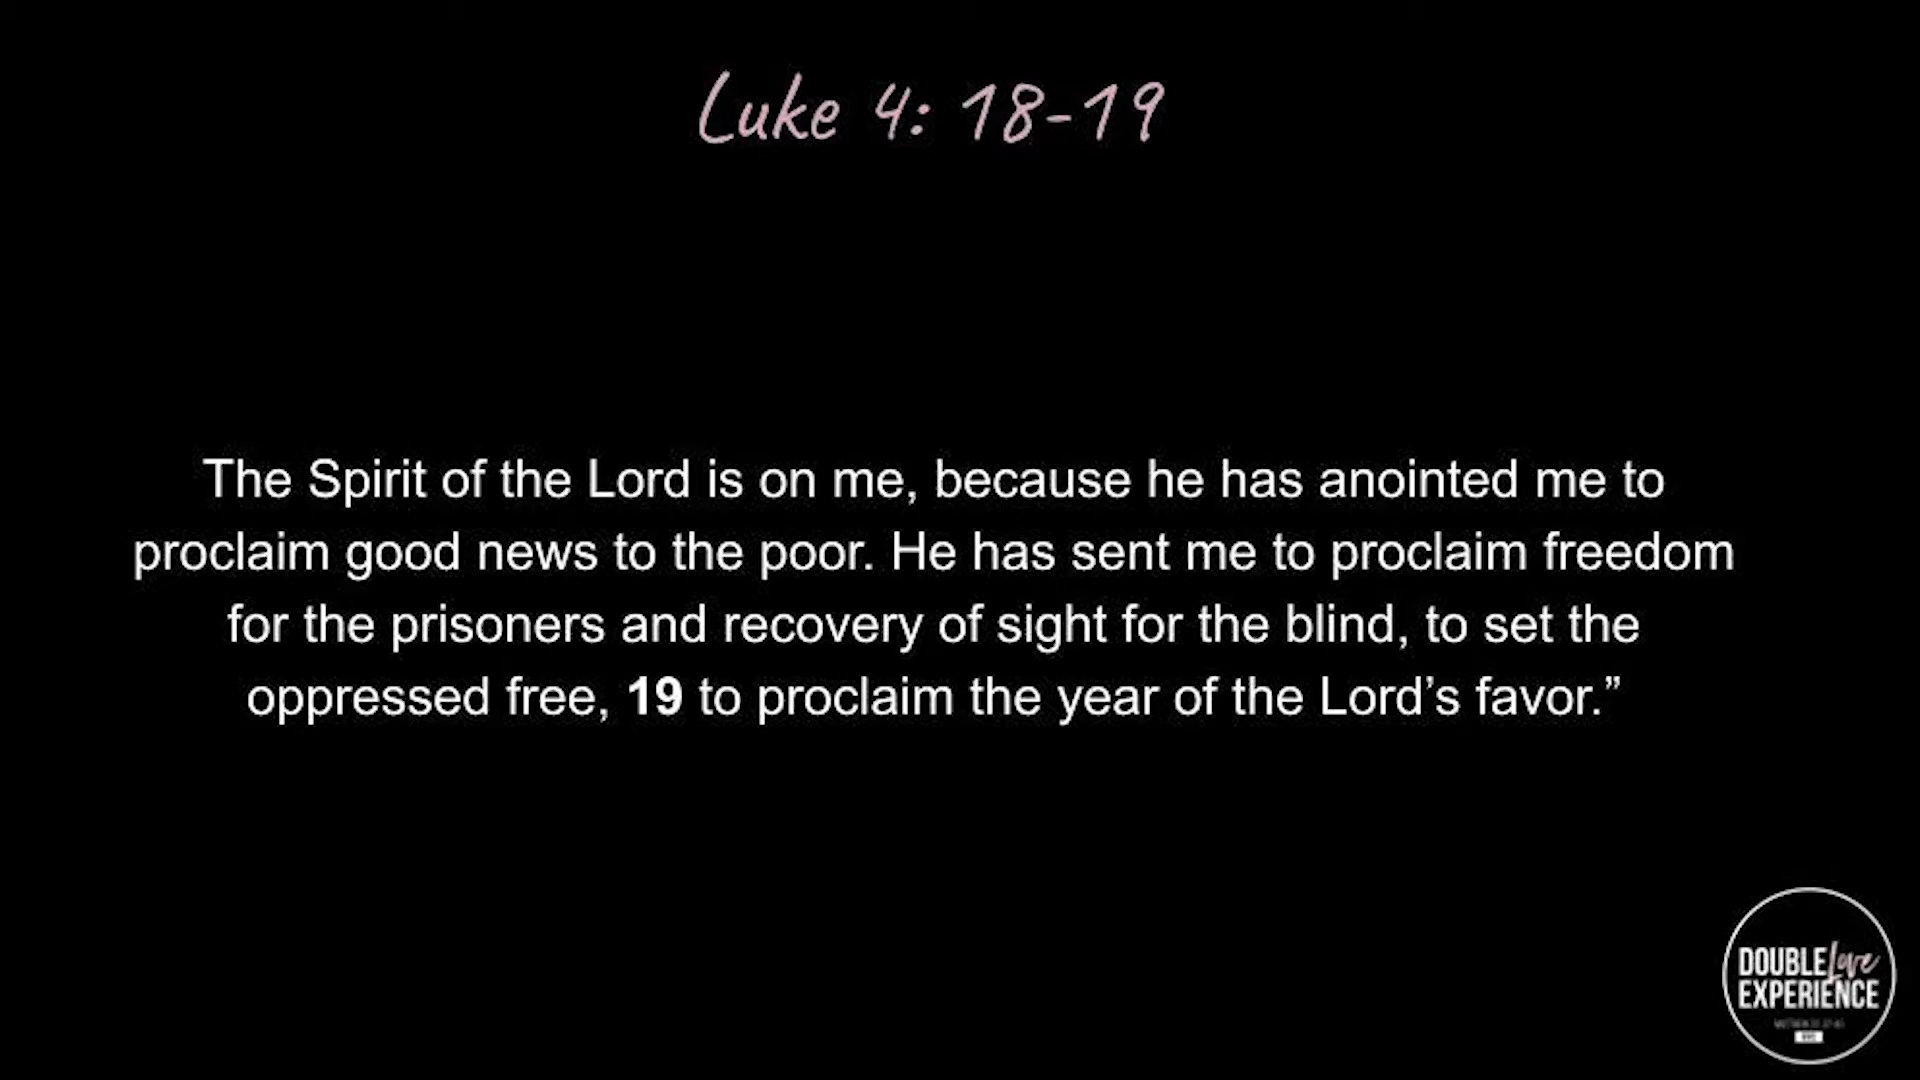 Luke 4: 18-19
The Spirit of the Lord is on me, because he has anointed me to
proclaim good news to the poor. He has sent me to proclaim freedom
for the prisoners and recovery of sight for the blind, to set the
oppressed free, 19 to proclaim the year of the Lord’s favor.”
DOUBLE Love
EXPERIENCE